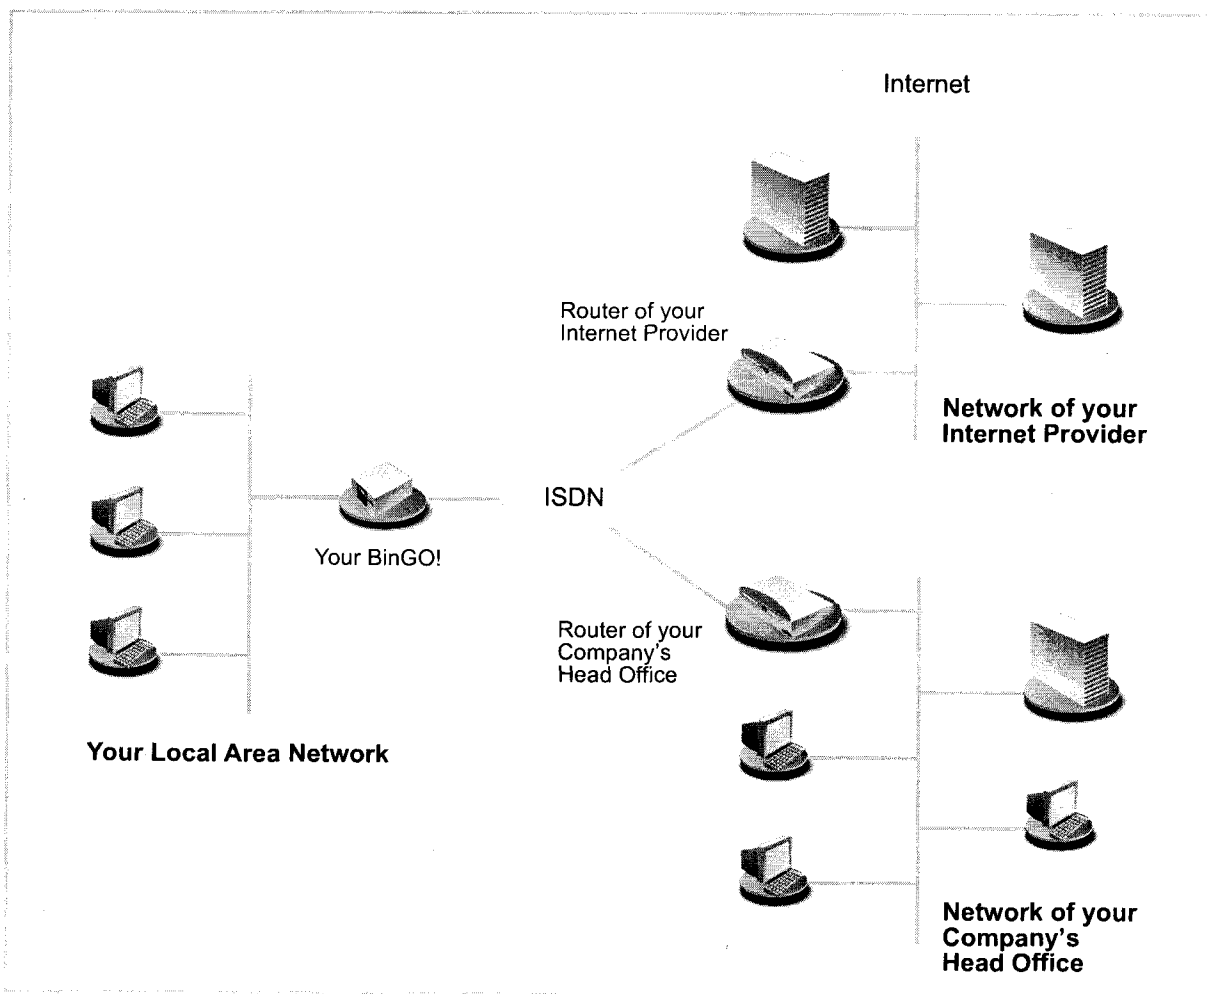 Internet
Router of your
Internet Provider
Network of your
Internet Provider
ISDN
Your BinGO!
Router of your
Company's
Head Office
Your Local Area Network
Network of your
Company's
Head Office